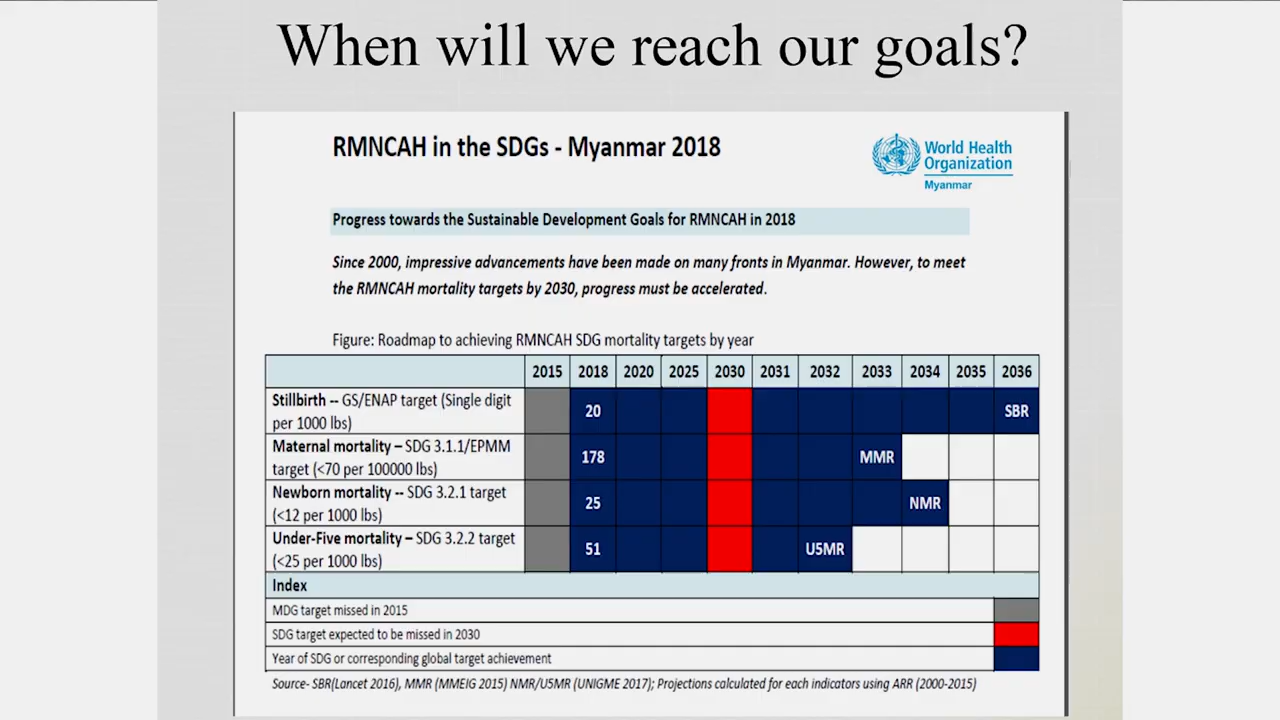 When will we reach our goals?
RMNCAH in the SDGs - Myanmar 2018
World Health
Organization
Myanmar
Progress towards the Sustainable Development Goals for RMNCAH in 2018
Since 2000, impressive advancements have been made on many fronts in Myanmar. However, to meet
the RMNCAH mortality targets by 2030, progress must be accelerated.
Figure: Roadmap to achieving RMNCAH SDG mortality targets by year
2015 2018 2020 2025 2030 2031 2032 2033 2034 2035 2036
Stillbirth -- GS/ENAP target (Single digit
per 1000 lbs)
20 SBR
Maternal mortality – SDG 3.1.1/EPMM
target (<70 per 100000 lbs)
178 MMR
Newborn mortality -- SDG 3.2.1 target
(<12 per 1000 lbs)
25 NMR
Under-Five mortality – SDG 3.2.2 target
(<25 per 1000 lbs)
51 U5MR
Index
MDG target missed in 2015
SDG target expected to be missed in 2030
Year of SDG or corresponding global target achievement
Source- SBR(Lancet 2016), MMR (MMEIG 2015) NMR/U5MR (UNIGME 2017); Projections calculated for each indicators using ARR (2000-2015)